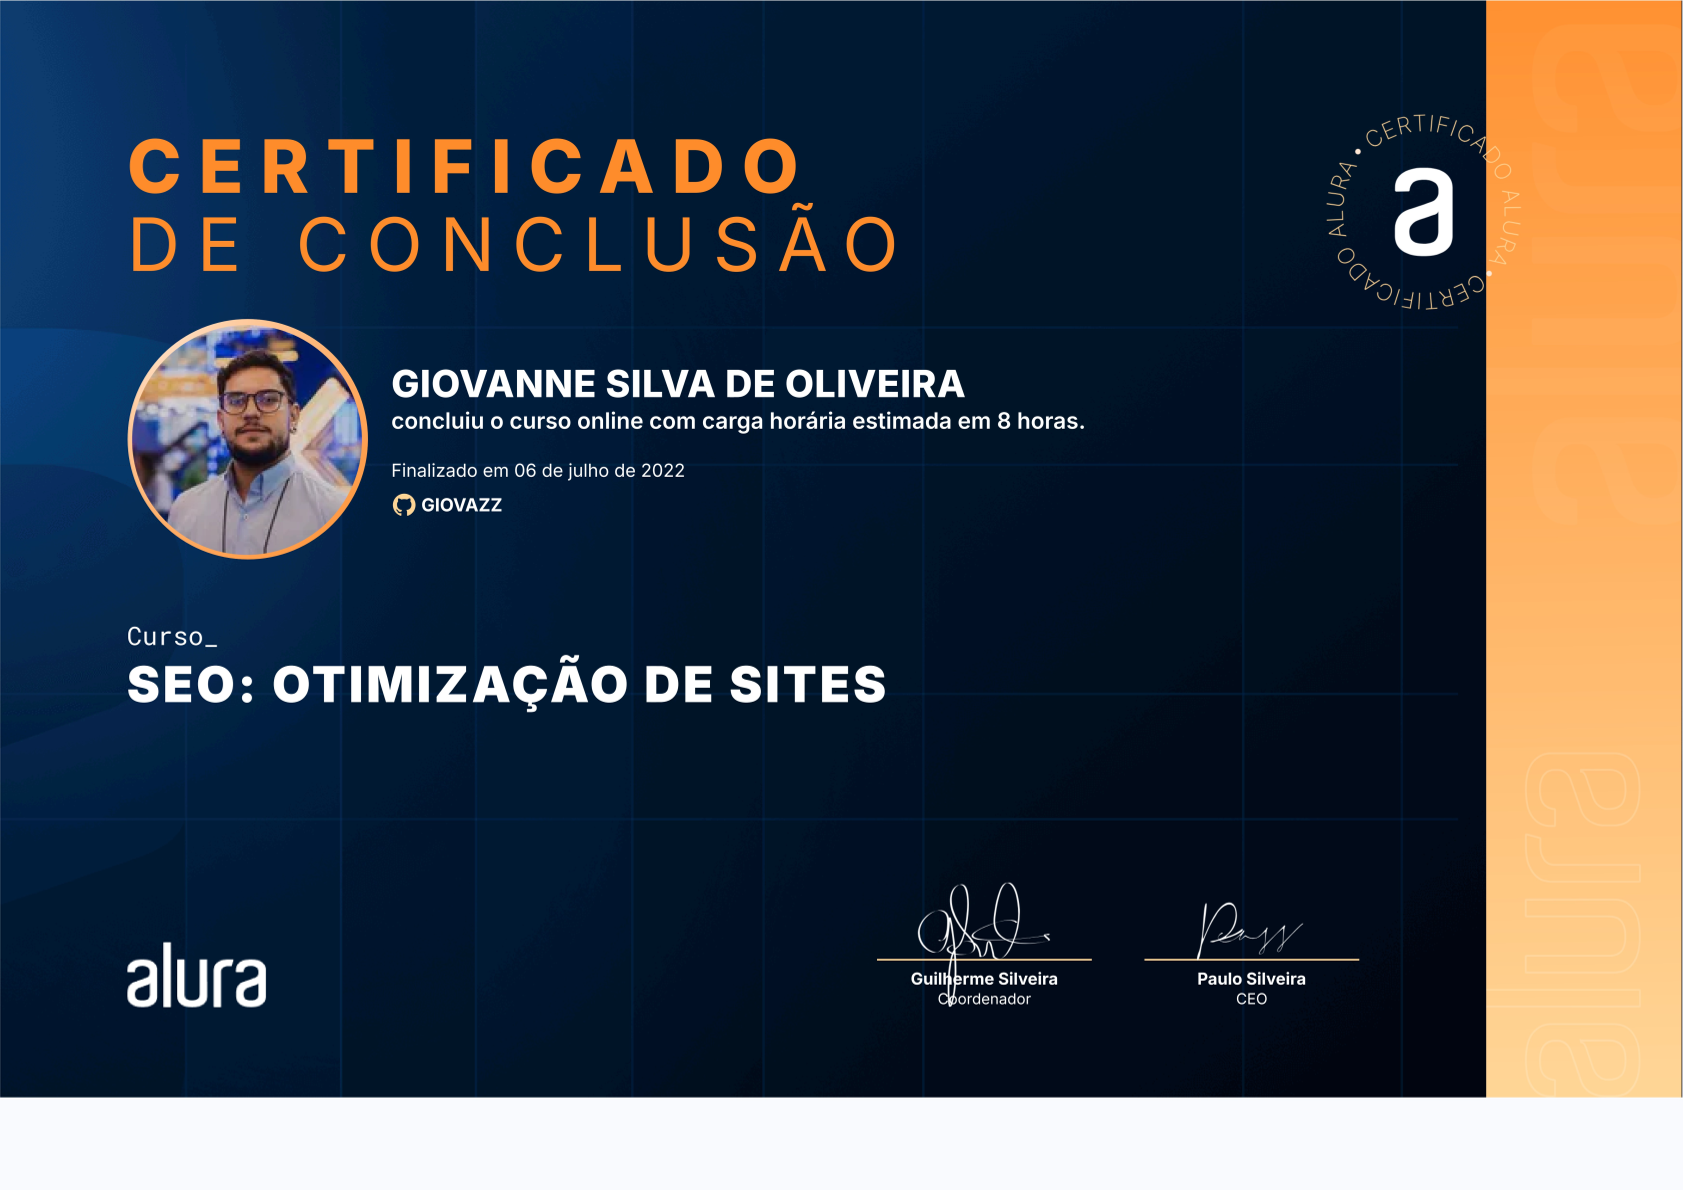 CERTIFICADO
DE CONCLUSÃO
CERTIFICADO ALURA • CERTIFICADO ALURA •
a
GIOVANNE SILVA DE OLIVEIRA
concluiu o curso online com carga horária estimada em 8 horas.
Finalizado em 06 de julho de 2022
GIOVAZZ
Curso_
SEO: OTIMIZAÇÃO DE SITES
alura
Guilherme Silveira
Coordenador
Paulo Silveira
CEO
alura
alura